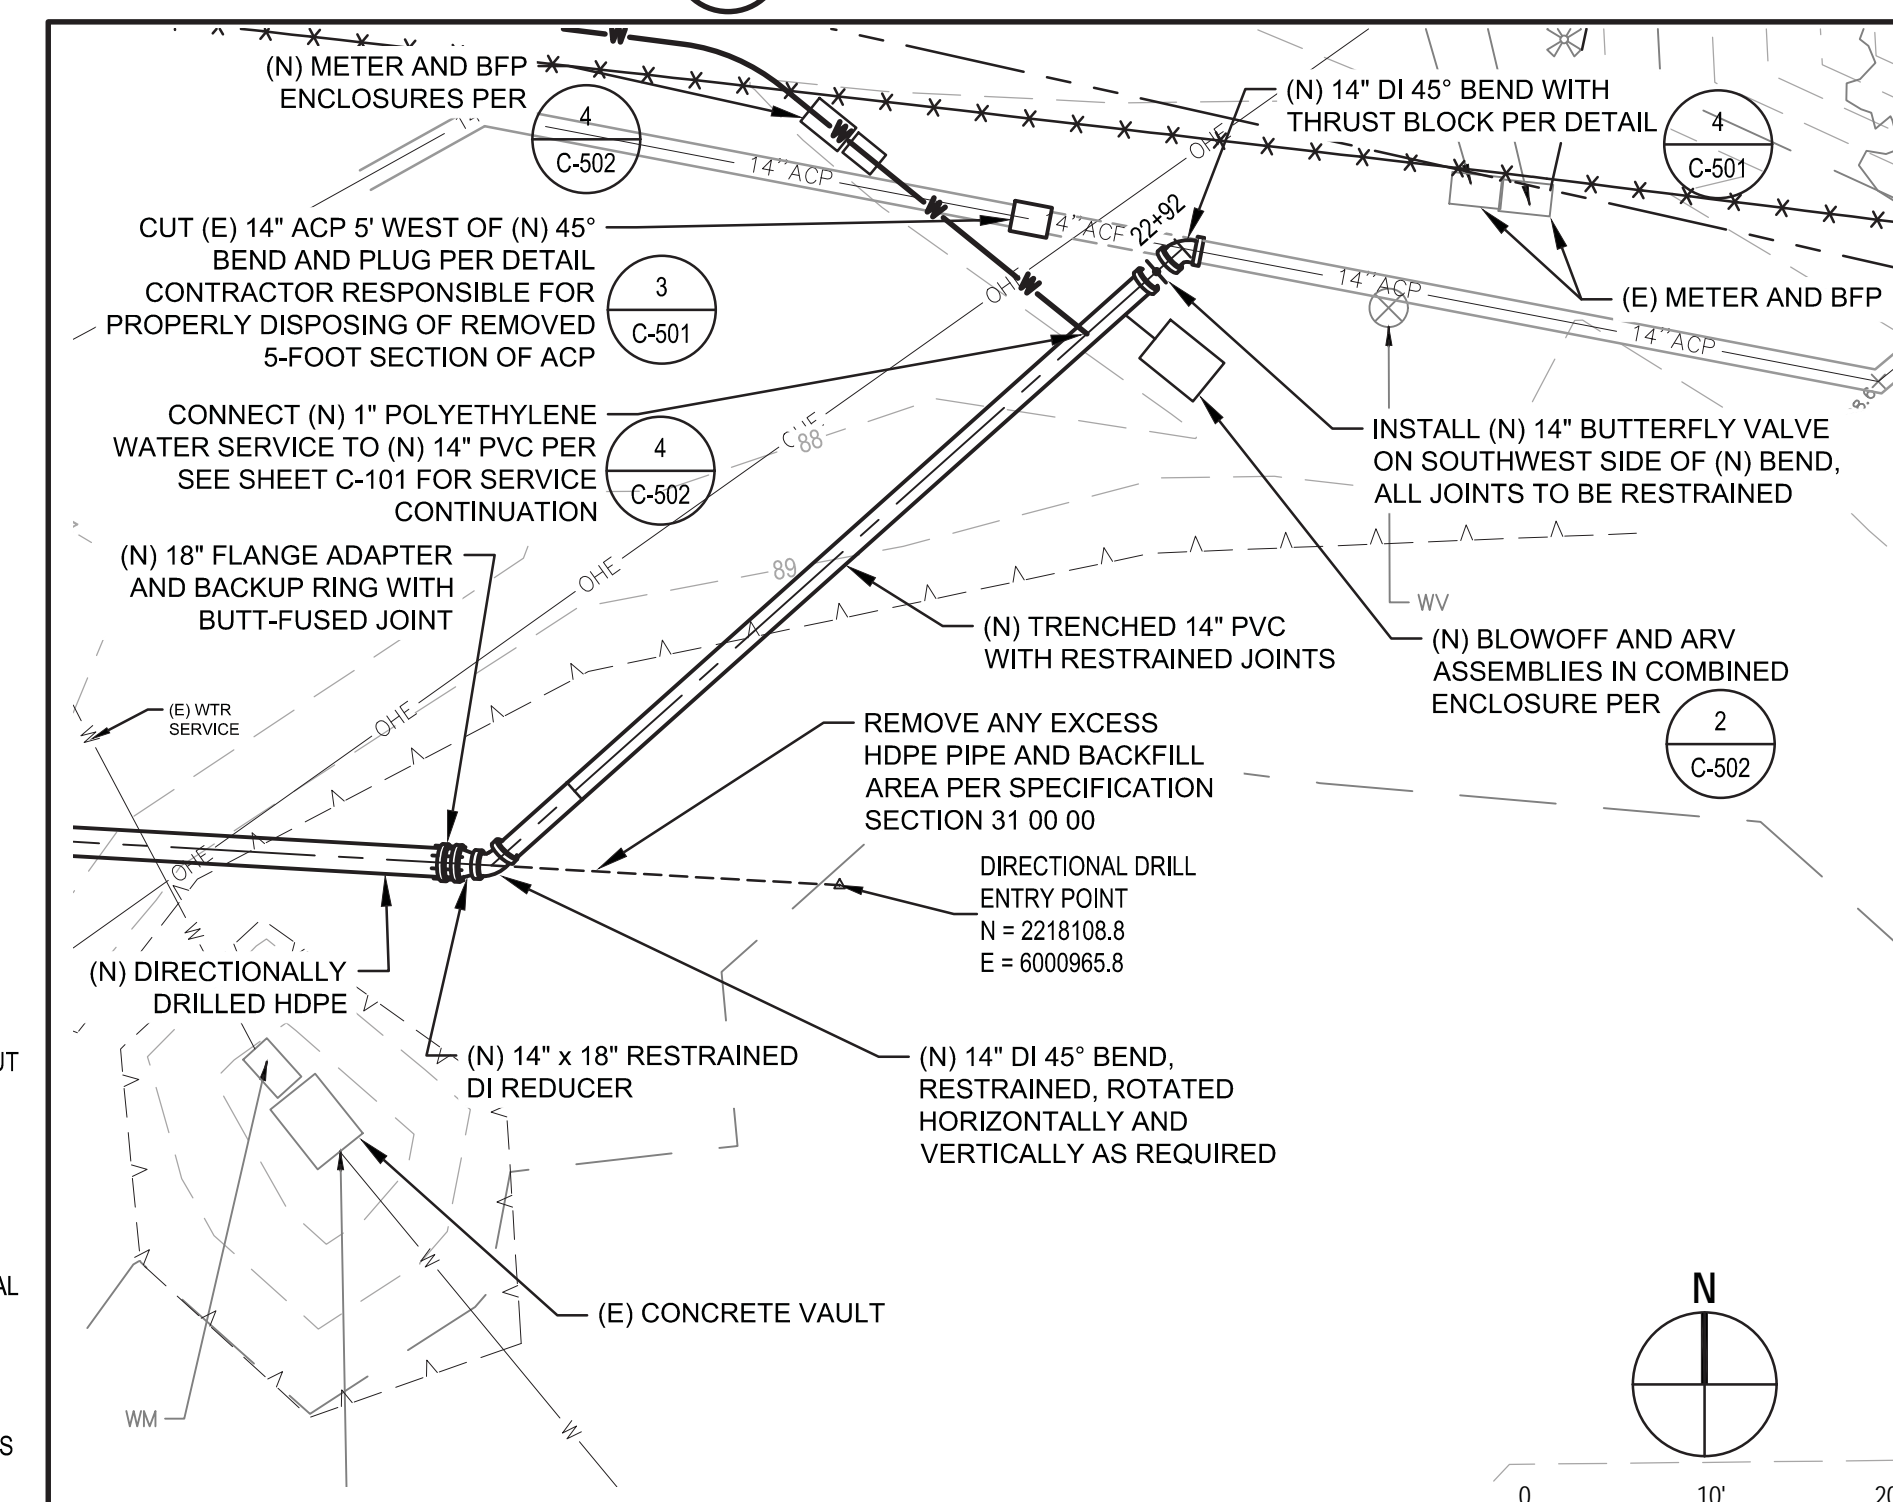 (N) METER AND BFP
ENCLOSURES PER
4
C-502
(N) 14" DI 45° BEND WITH
THRUST BLOCK PER DETAIL
4
C-501
OHE
14" ACP
22+92
CUT (E) 14" ACP 5' WEST OF (N) 45°
BEND AND PLUG PER DETAIL
CONTRACTOR RESPONSIBLE FOR
PROPERLY DISPOSING OF REMOVED
5-FOOT SECTION OF ACP
3
C-501
14" ACP
(E) METER AND BFP
14" ACP
CONNECT (N) 1" POLYETHYLENE
WATER SERVICE TO (N) 14" PVC PER
SEE SHEET C-101 FOR SERVICE
CONTINUATION
4
C-502
88
INSTALL (N) 14" BUTTERFLY VALVE
ON SOUTHWEST SIDE OF (N) BEND,
ALL JOINTS TO BE RESTRAINED
(N) 18" FLANGE ADAPTER
AND BACKUP RING WITH
BUTT-FUSED JOINT
OHE
89
WV
(N) TRENCHED 14" PVC
WITH RESTRAINED JOINTS
(N) BLOWOFF AND ARV
ASSEMBLIES IN COMBINED
ENCLOSURE PER
2
C-502
(E) WTR
SERVICE
OHE
REMOVE ANY EXCESS
HDPE PIPE AND BACKFILL
AREA PER SPECIFICATION
SECTION 31 00 00
OHE
DIRECTIONAL DRILL
ENTRY POINT
N = 2218108.8
E = 6000965.8
(N) DIRECTIONALLY
DRILLED HDPE
(N) 14" x 18" RESTRAINED
DI REDUCER
(N) 14" DI 45° BEND,
RESTRAINED, ROTATED
HORIZONTALLY AND
VERTICALLY AS REQUIRED
(E) CONCRETE VAULT
WM
N
0 10'